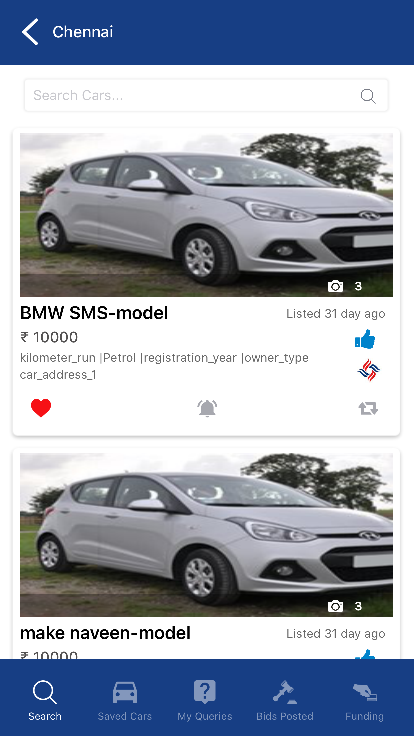 Chennai
Search Cars...
3
BMW SMS-model
Listed 31 day ago
₹ 10000
kilometer_run |Petrol |registration_year |owner_type
car_address_1
3
make naveen-model
Listed 31 day ago
₹ 10000
Search
Saved Cars
My Queries
Bids Posted
Funding